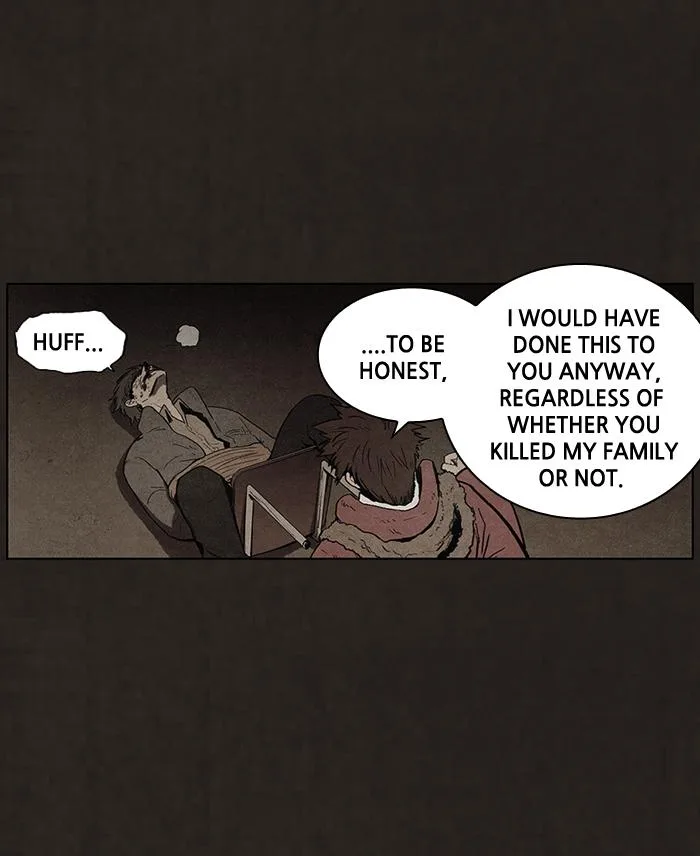 HUFF...
....TO BE
HONEST,
I WOULD HAVE
DONE THIS TO
YOU ANYWAY,
REGARDLESS OF
WHETHER YOU
KILLED MY FAMILY
OR NOT.